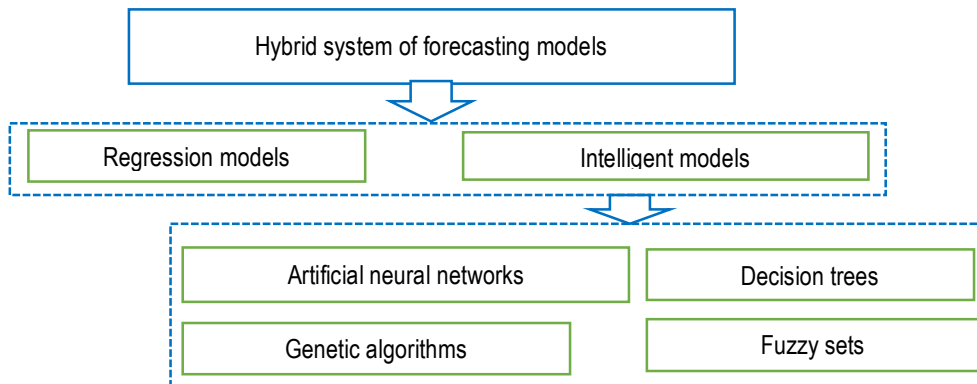 Hybrid system of forecasting models
Regression models
Intelligent models
Artificial neural networks
Decision trees
Genetic algorithms
Fuzzy sets